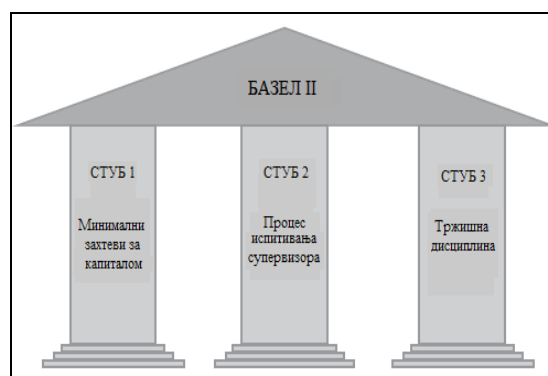 БАЗЕЛ II
СТУБ 1
Минимални
захтеви за
капиталом
СТУБ 2
Процес
испитивања
супервизора
СТУБ 3
Тржишна
дисциплина